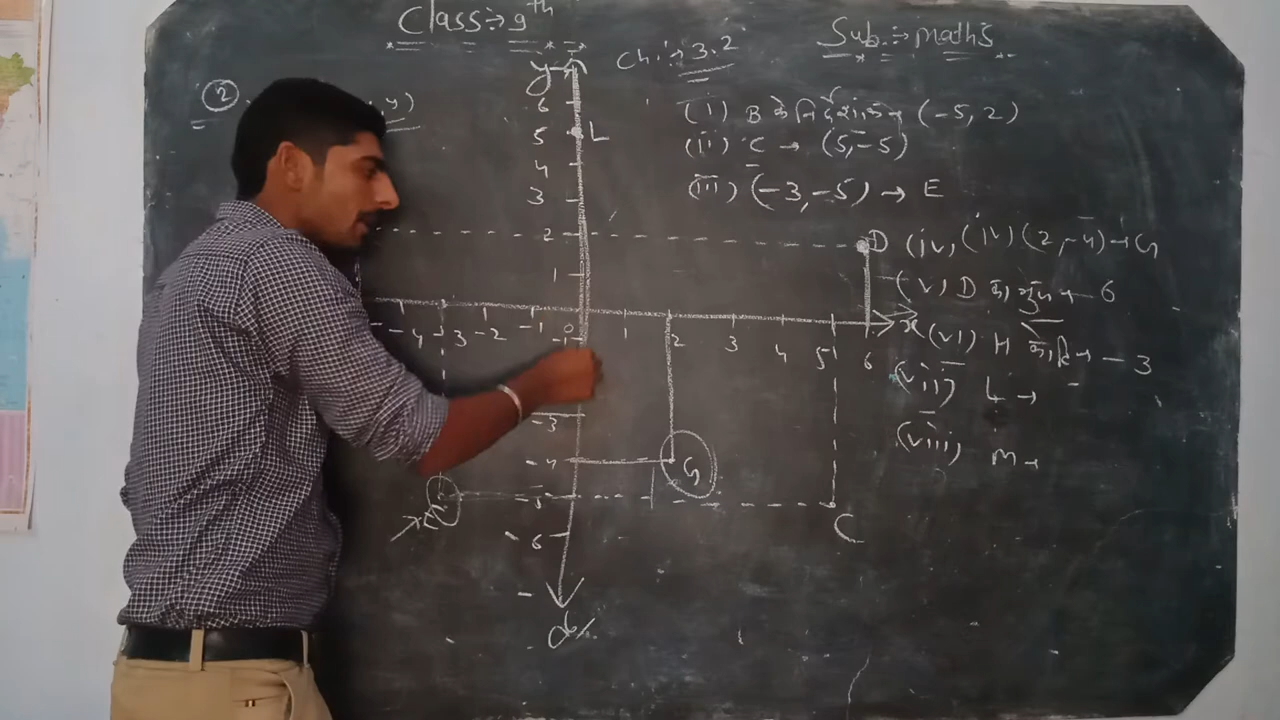 Class:- 9th
Sub.:- maths
Ch.:- 3.2
②
, y)
(i) B के निर्देशांक → (-5, 2)
(ii) C → (5, -5)
(iii) (-3, -5) → E
(iv) (iv) (2, -4) → G
(v) D का भुज → 6
(vi) H का → -3
(vii) L →
(viii) M →
y
6
5 L
4
3
2
D
1
-4 -3 -2 -1 0 1 2 3 4 5 6 x
-1
-3
-4
G
-5
E
C
-6